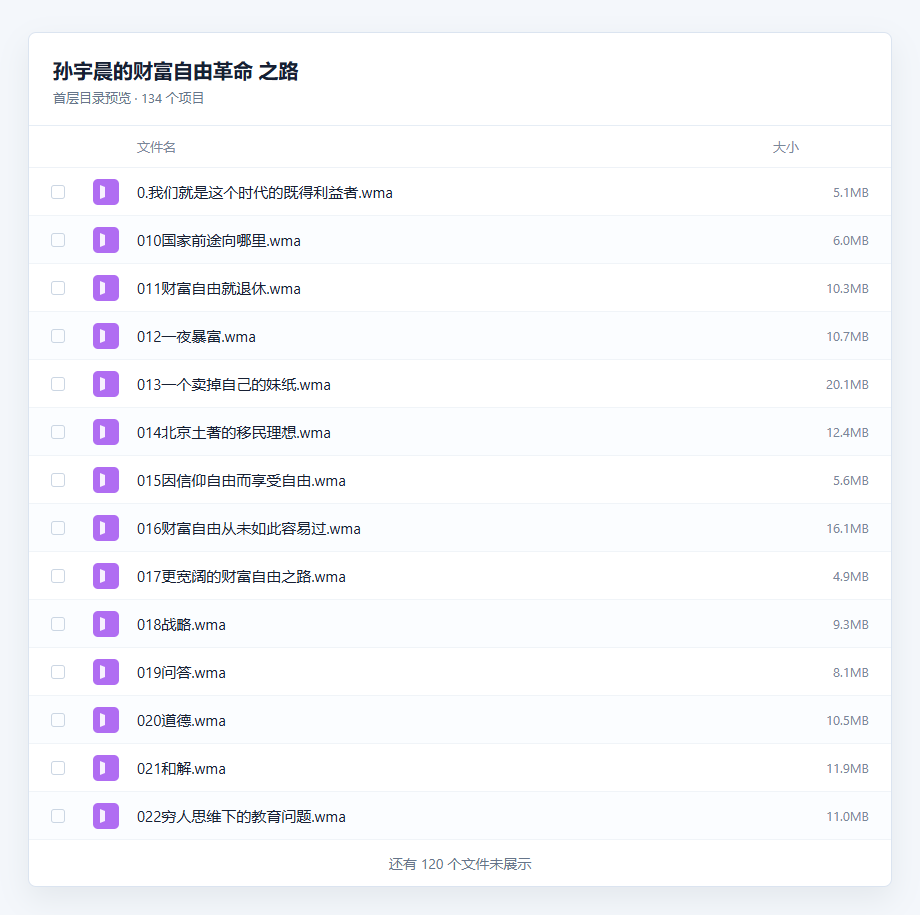 孙宇晨的财富自由革命 之路
首层目录预览 · 134 个项目
文件名 大小
0.我们就是这个时代的既得利益者.wma 5.1MB
010国家前途向哪里.wma 6.0MB
011财富自由就退休.wma 10.3MB
012一夜暴富.wma 10.7MB
013一个卖掉自己的妹纸.wma 20.1MB
014北京土著的移民理想.wma 12.4MB
015因信仰自由而享受自由.wma 5.6MB
016财富自由从未如此容易过.wma 16.1MB
017更宽阔的财富自由之路.wma 4.9MB
018战略.wma 9.3MB
019问答.wma 8.1MB
020道德.wma 10.5MB
021和解.wma 11.9MB
022穷人思维下的教育问题.wma 11.0MB
还有 120 个文件未展示